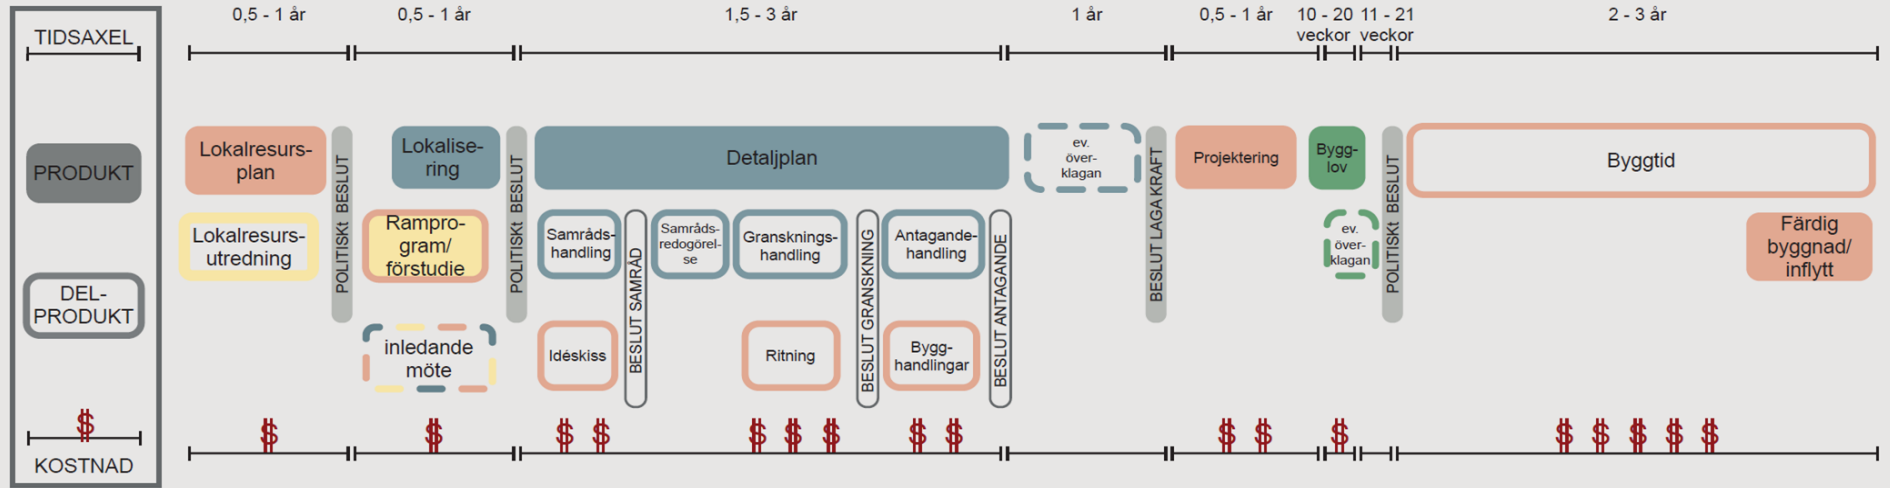 TIDSAXEL
PRODUKT
DEL-
PRODUKT
$
KOSTNAD
0,5 - 1 år
0,5 - 1 år
1,5 - 3 år
1 år
0,5 - 1 år
10 - 20
veckor
11 - 21
veckor
2 - 3 år
Lokalresurs-
plan
Lokalresurs-
utredning
POLITISKt BESLUT
Lokalise-
ring
Rampro-
gram/
förstudie
inledande
möte
POLITISKt BESLUT
Detaljplan
Samråds-
handling
Idéskiss
BESLUT SAMRÅD
Samråds-
redogörel-
se
Gransknings-
handling
Ritning
BESLUT GRANSKNING
Antagande-
handling
Bygg-
handlingar
BESLUT ANTAGANDE
ev.
över-
klagan
BESLUT LAGA KRAFT
Projektering
Bygg-
lov
ev.
över-
klagan
POLITISKt BESLUT
Byggtid
Färdig
byggnad/
inflytt
$
$
$ $
$ $ $
$ $
$ $
$
$ $ $ $ $